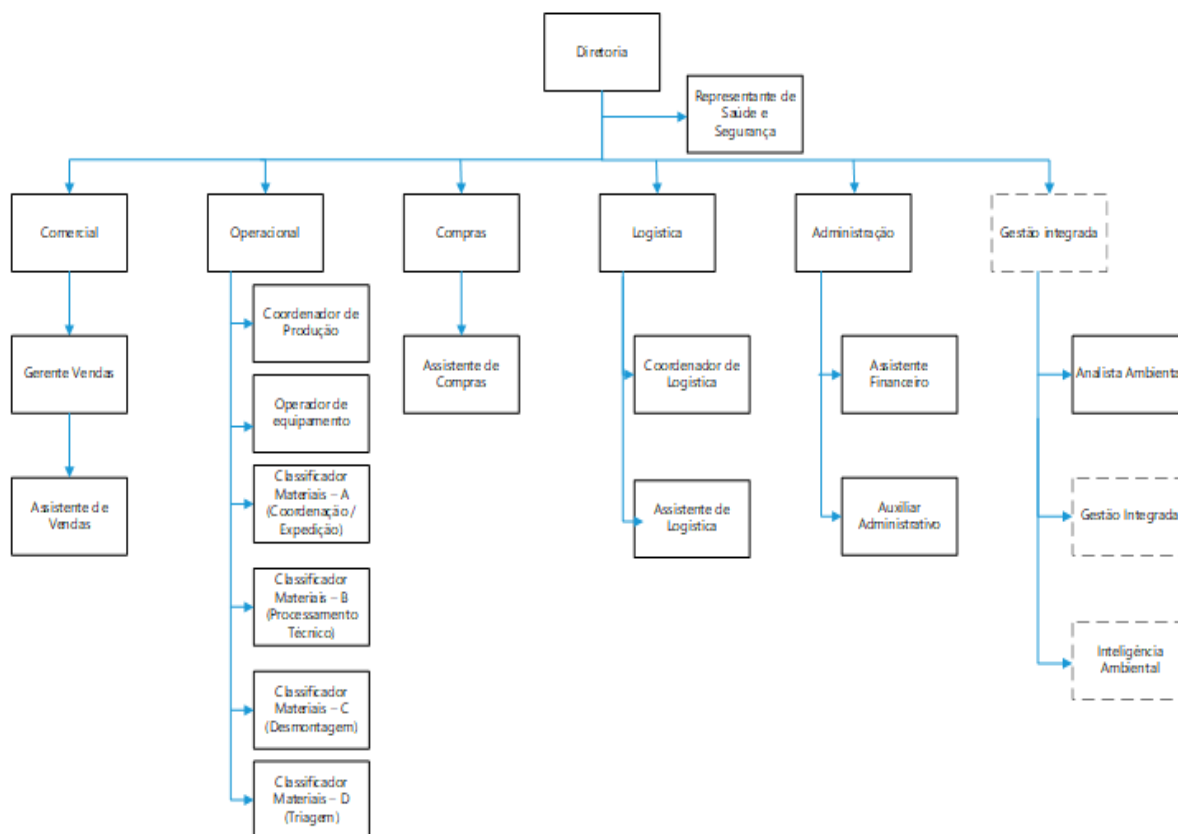 Diretoria
Representante de
Saúde e
Segurança
Comercial
Operacional
Compras
Logística
Administração
Gestão integrada
Coordenador de
Produção
Gerente Vendas
Assistente de
Compras
Coordenador de
Logística
Assistente
Financeiro
Analista Ambiental
Operador de
equipamento
Classificador
Materiais – A
(Coordenação /
Expedição)
Assistente de
Vendas
Assistente de
Logística
Auxiliar
Administrativo
Gestão Integrada
Classificador
Materiais – B
(Processamento
Técnico)
Inteligência
Ambiental
Classificador
Materiais – C
(Desmontagem)
Classificador
Materiais – D
(Triagem)